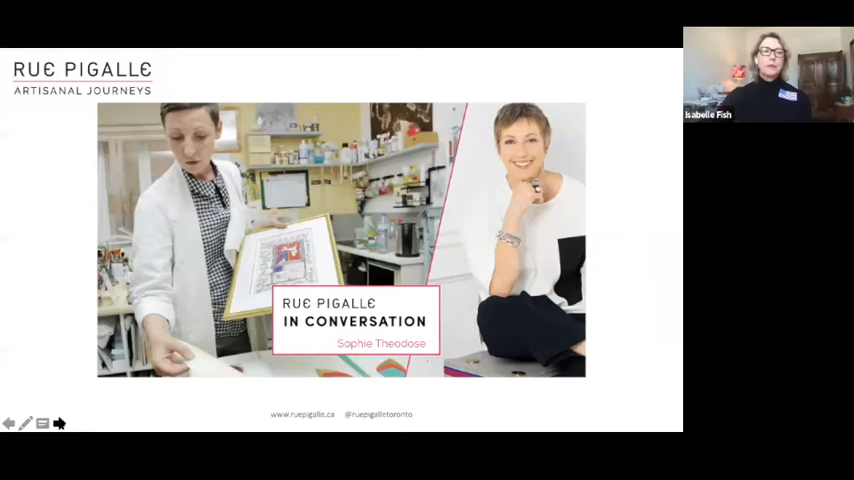 RUE PIGALLE
ARTISANAL JOURNEYS
Isabelle Fish
RUE PIGALLE
IN CONVERSATION
Sophie Theodose
www.ruepigalle.ca @ruepigalletoronto